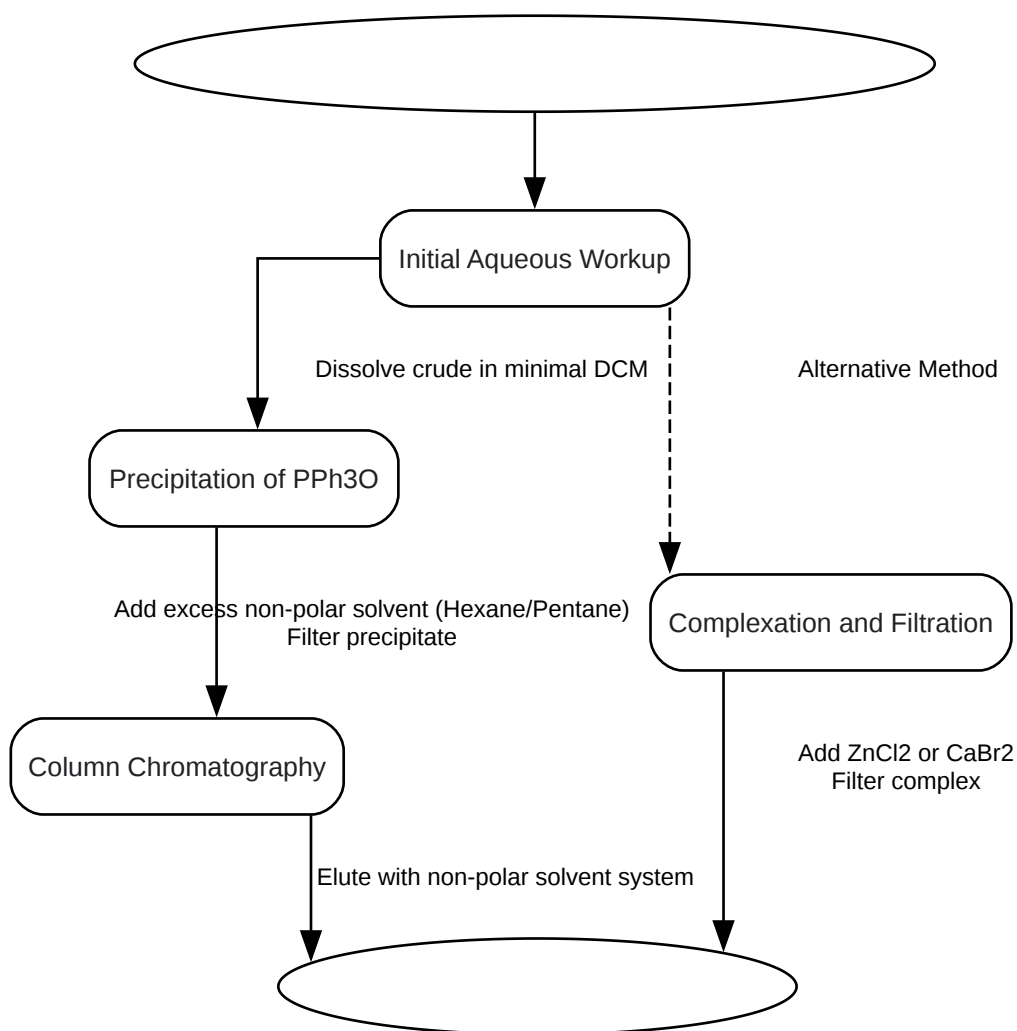 Initial Aqueous Workup
Dissolve crude in minimal DCM
Alternative Method
Precipitation of PPh3O
Add excess non-polar solvent (Hexane/Pentane)
Filter precipitate
Complexation and Filtration
Column Chromatography
Add ZnCl2 or CaBr2
Filter complex
Elute with non-polar solvent system